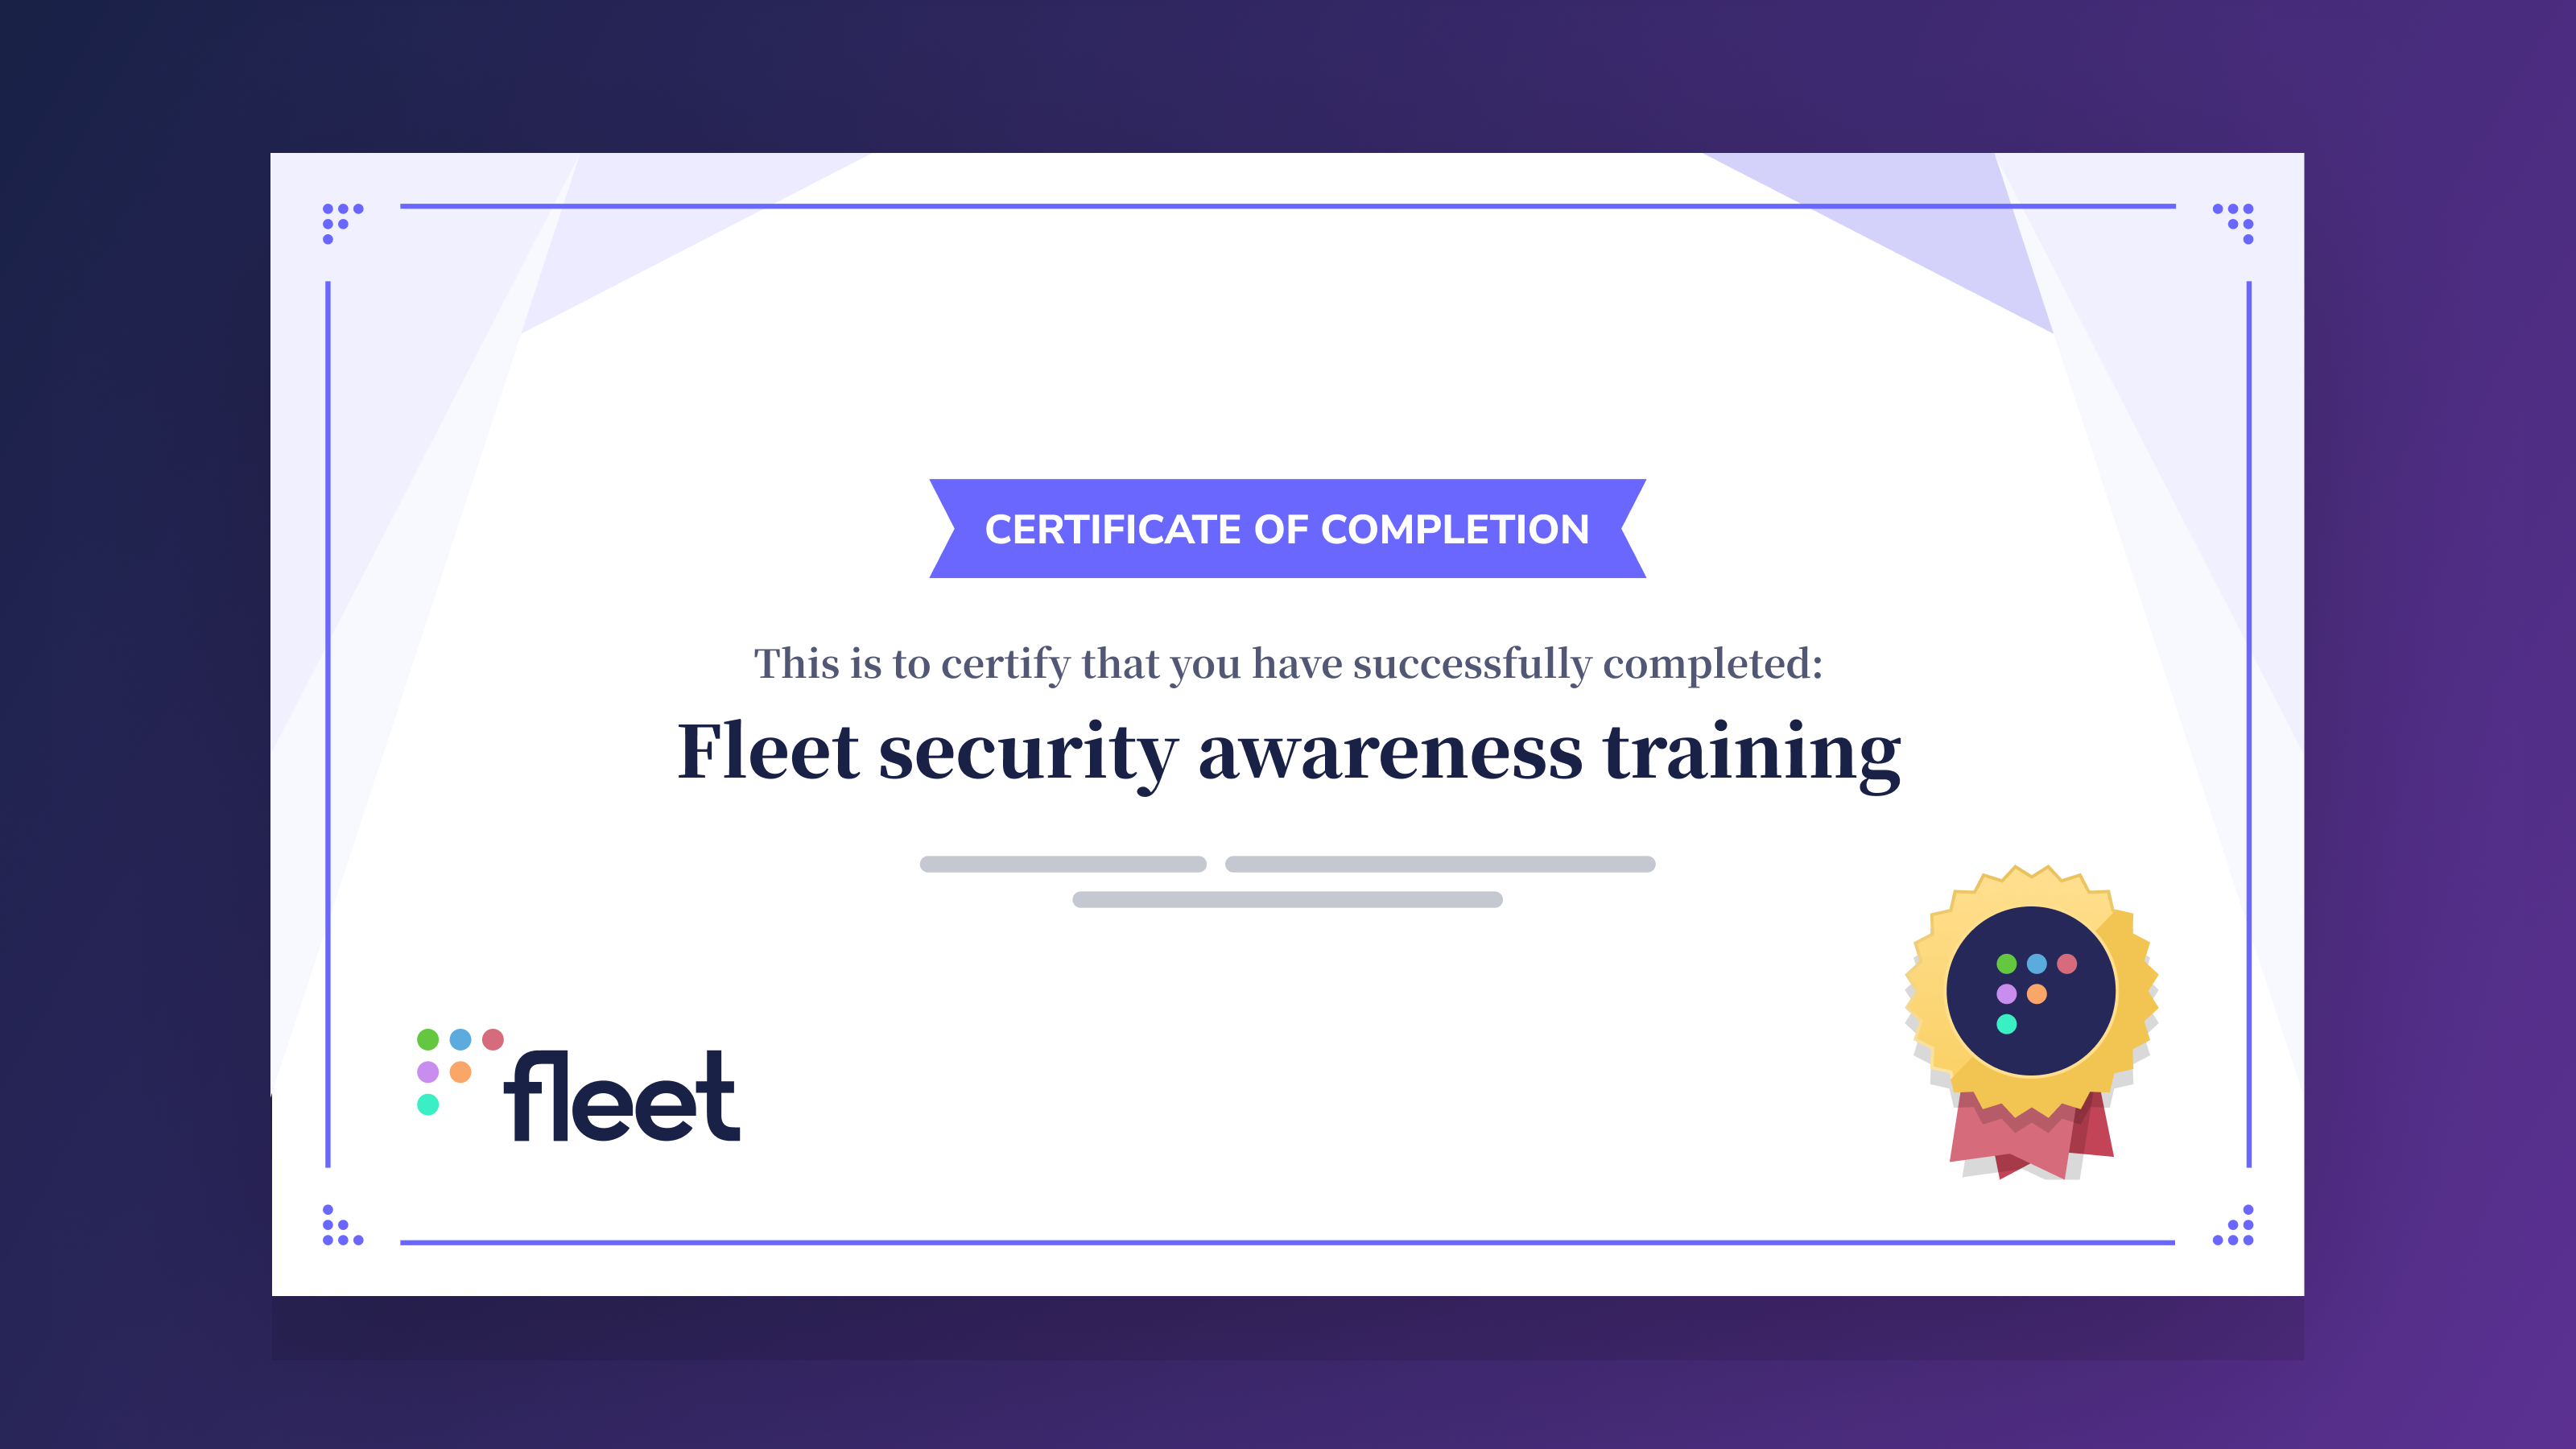 CERTIFICATE OF COMPLETION
This is to certify that you have successfully completed:
Fleet security awareness training
fleet